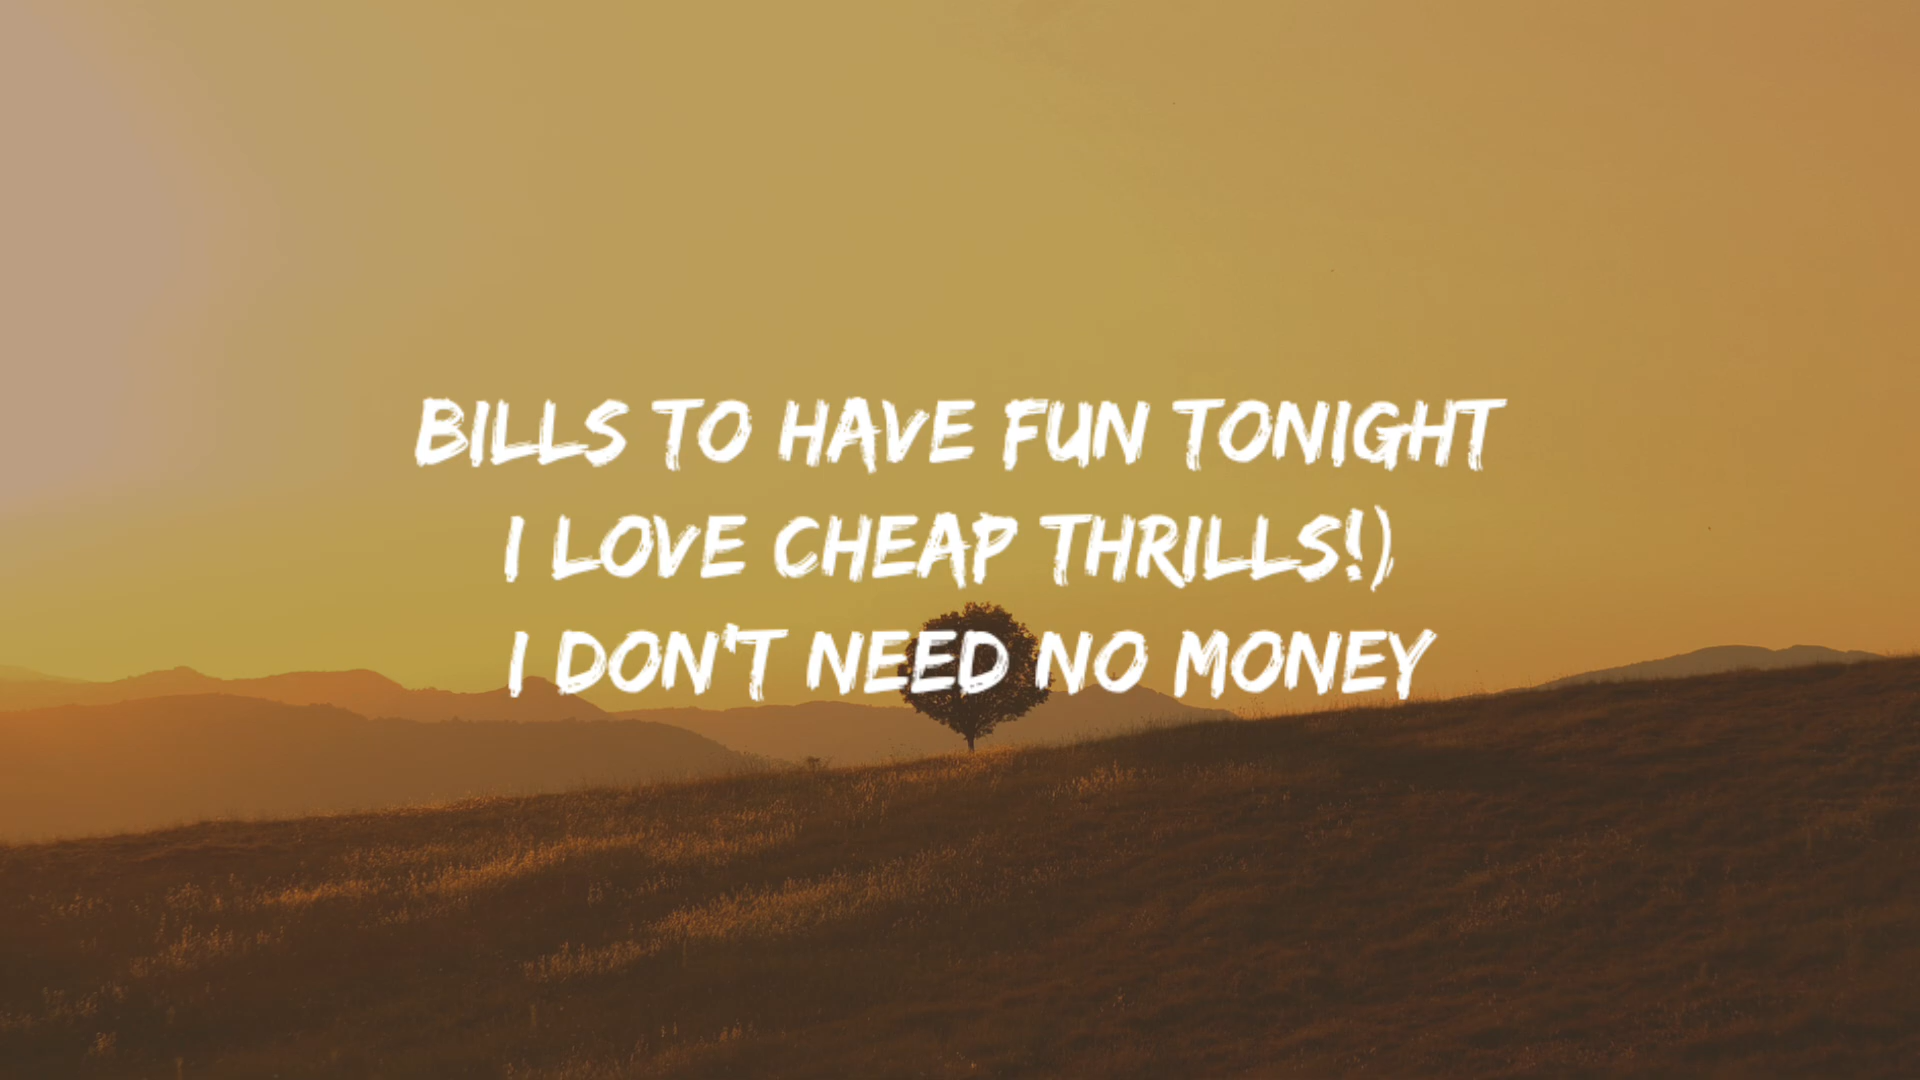 BILLS TO HAVE FUN TONIGHT
I LOVE CHEAP THRILLS!)
I DON'T NEED NO MONEY